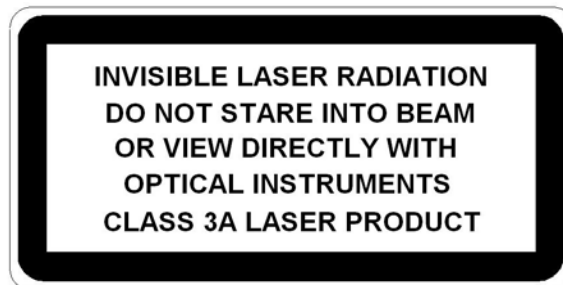 INVISIBLE LASER RADIATION
DO NOT STARE INTO BEAM
OR VIEW DIRECTLY WITH
OPTICAL INSTRUMENTS
CLASS 3A LASER PRODUCT